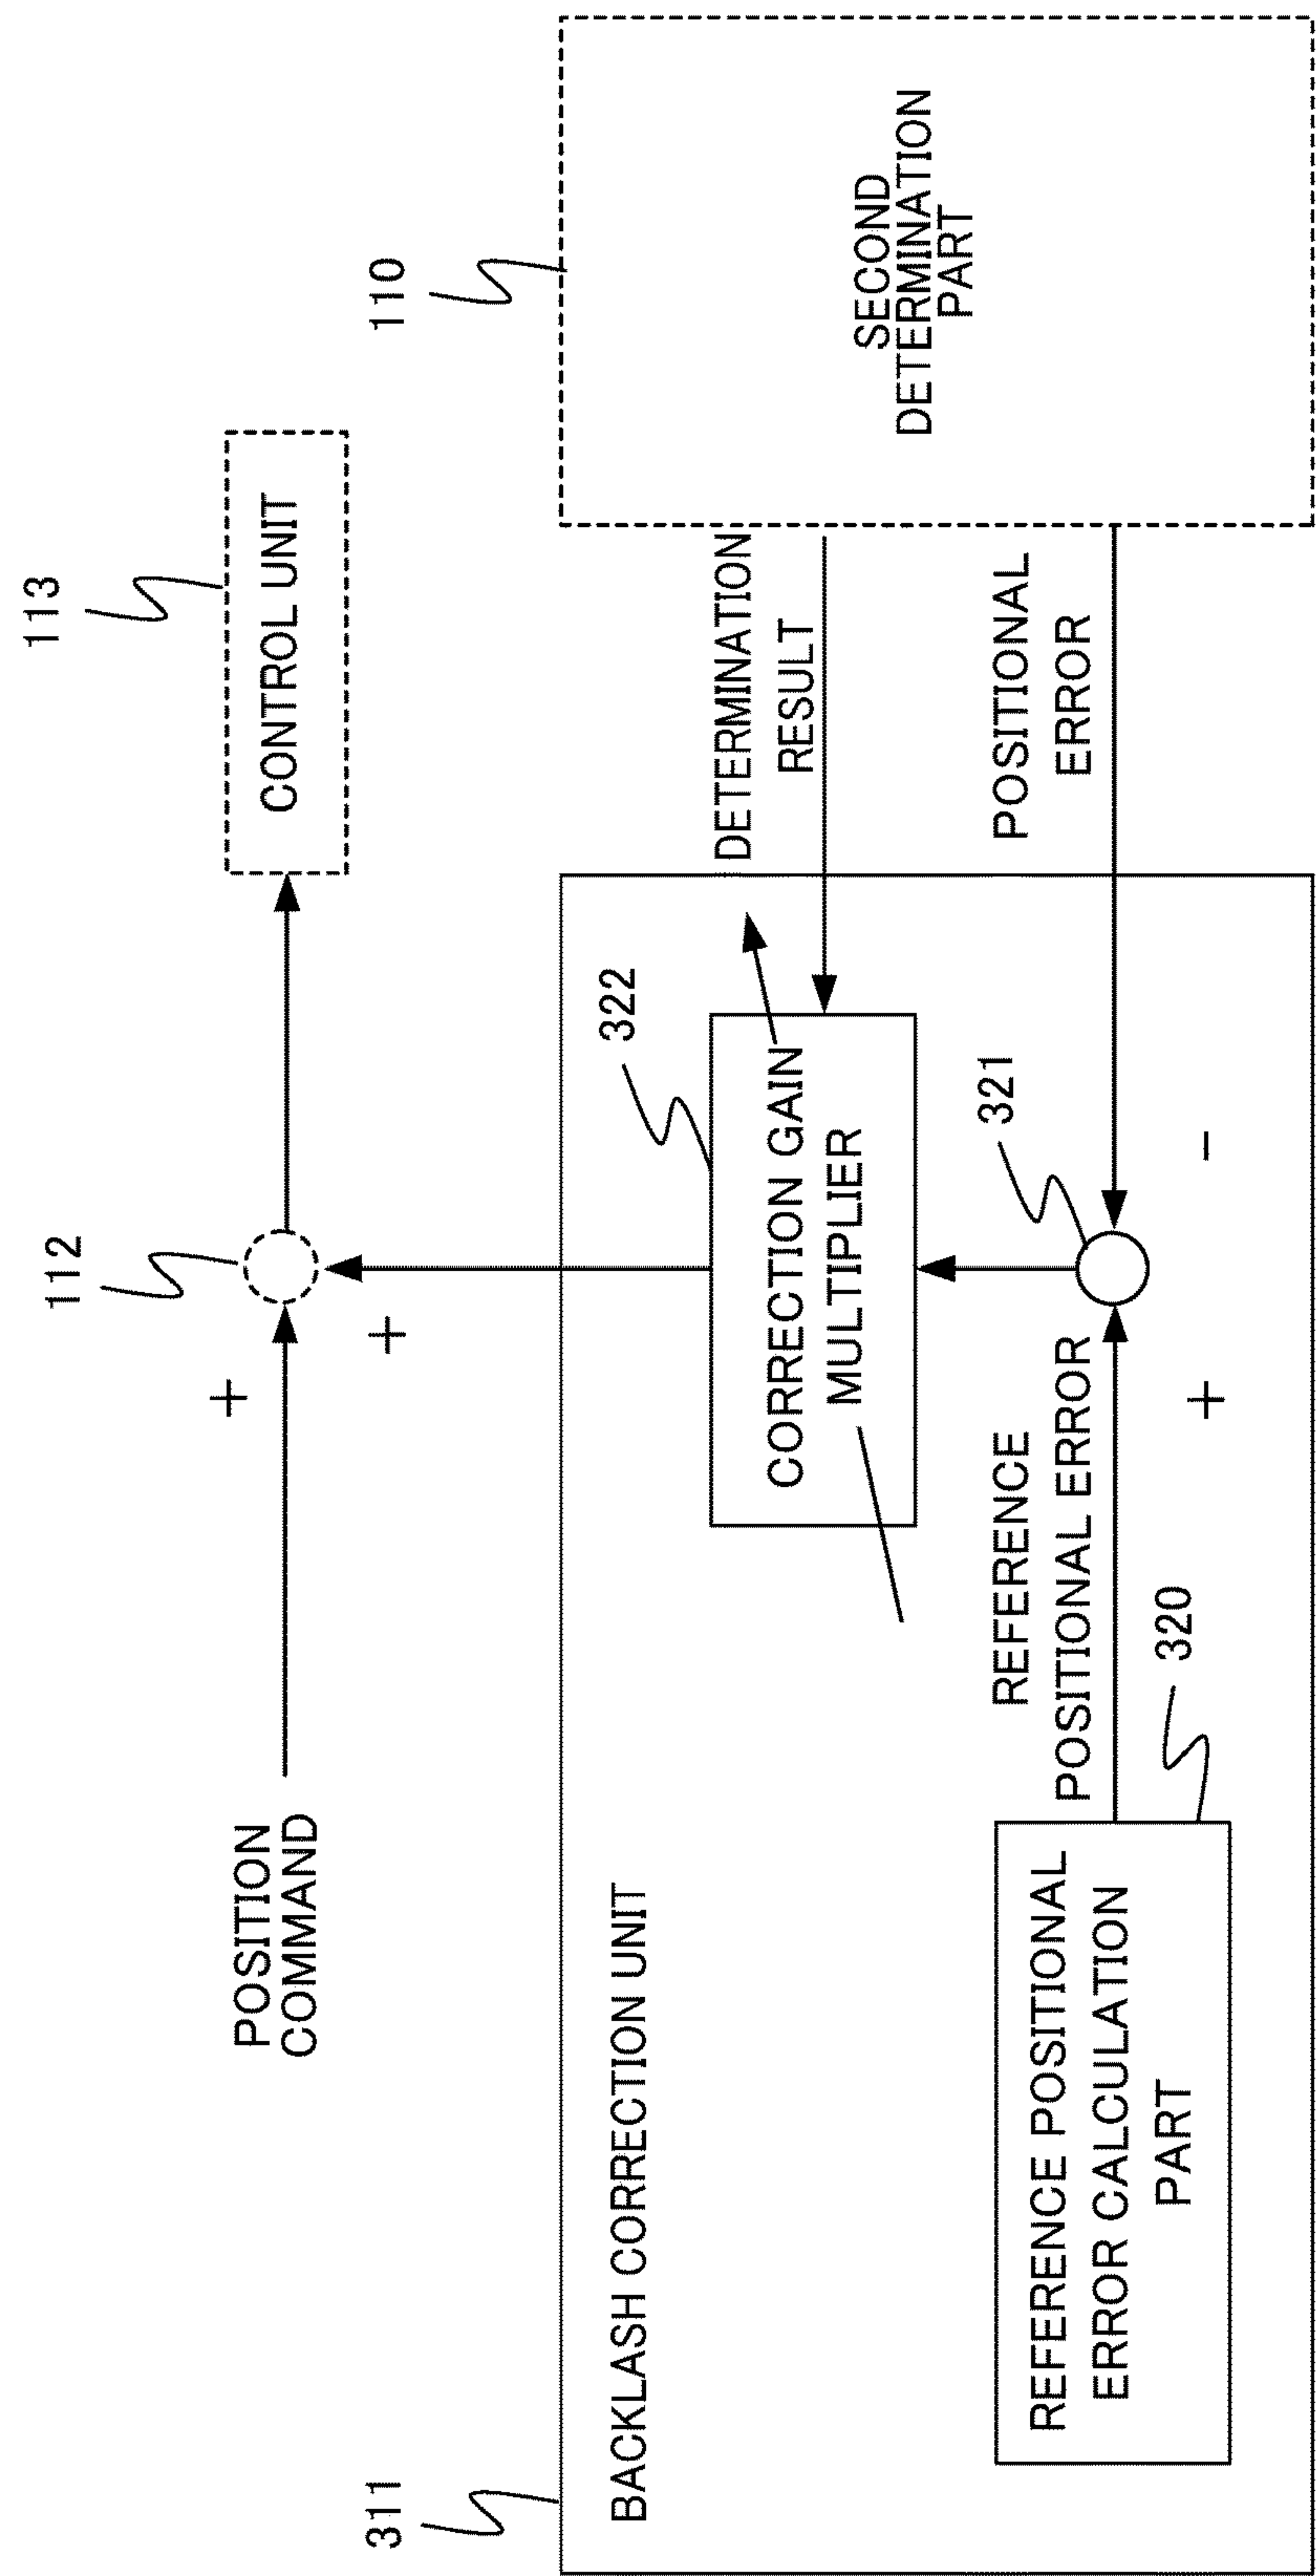 113
CONTROL UNIT
112
+
+
POSITION
COMMAND
110
SECOND
DETERMINATION
PART
DETERMINATION
RESULT
POSITIONAL
ERROR
311
BACKLASH CORRECTION UNIT
322
CORRECTION GAIN
MULTIPLIER
321
-
+
REFERENCE
POSITIONAL ERROR
320
REFERENCE POSITIONAL
ERROR CALCULATION
PART